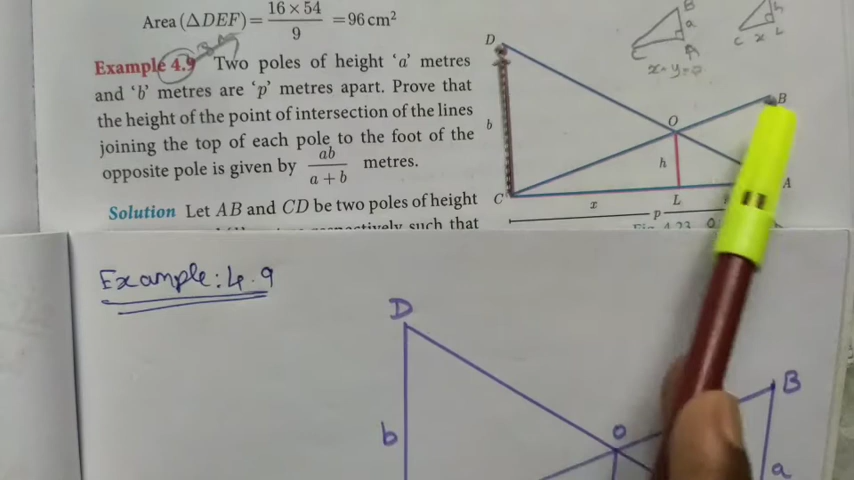 Area (ΔDEF) = 16 × 54 / 9 = 96 cm²
Example 4.9 Two poles of height ‘a’ metres
and ‘b’ metres are ‘p’ metres apart. Prove that
the height of the point of intersection of the lines
joining the top of each pole to the foot of the
opposite pole is given by ab / a + b metres.
Solution Let AB and CD be two poles of height
such that
D
b
C
O
h
B
A
x
L
p
B
a
A
C
x L
h
Example: 4.9
D
b
O
B
a